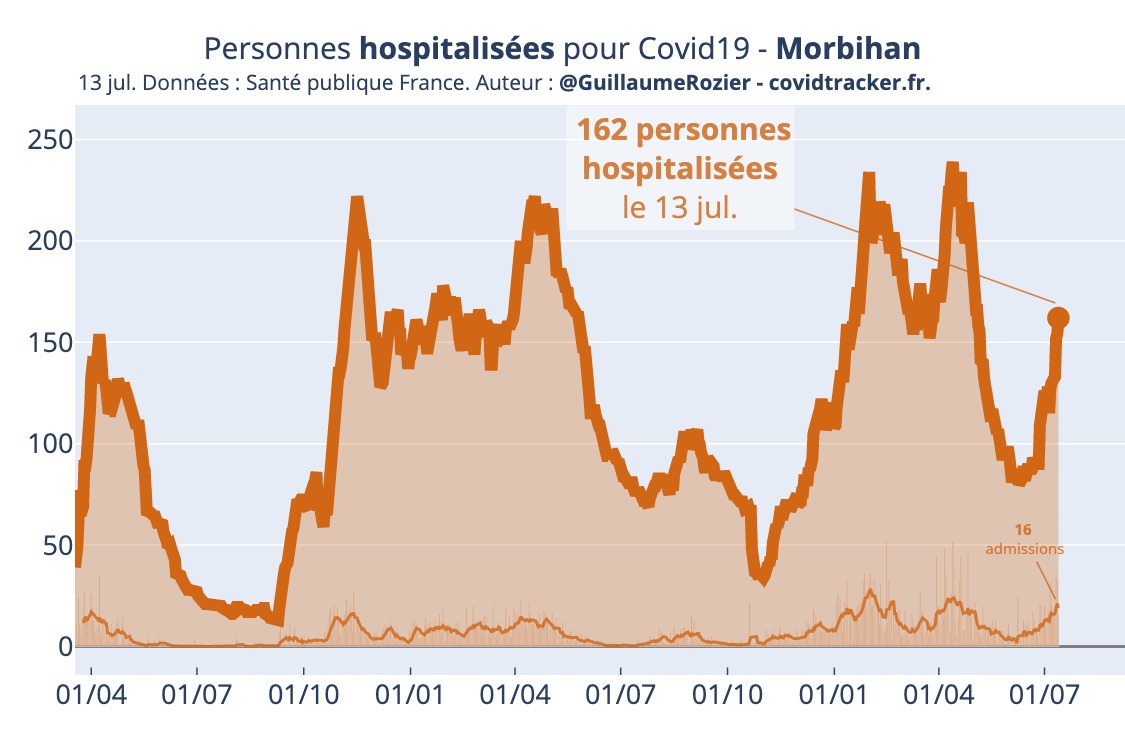 Personnes hospitalisées pour Covid19 - Morbihan
13 jul. Données : Santé publique France. Auteur : @GuillaumeRozier - covidtracker.fr.
162 personnes
hospitalisées
le 13 jul.
250
200
150
100
50
0
16
admissions
01/04 01/07 01/10 01/01 01/04 01/07 01/10 01/01 01/04 01/07